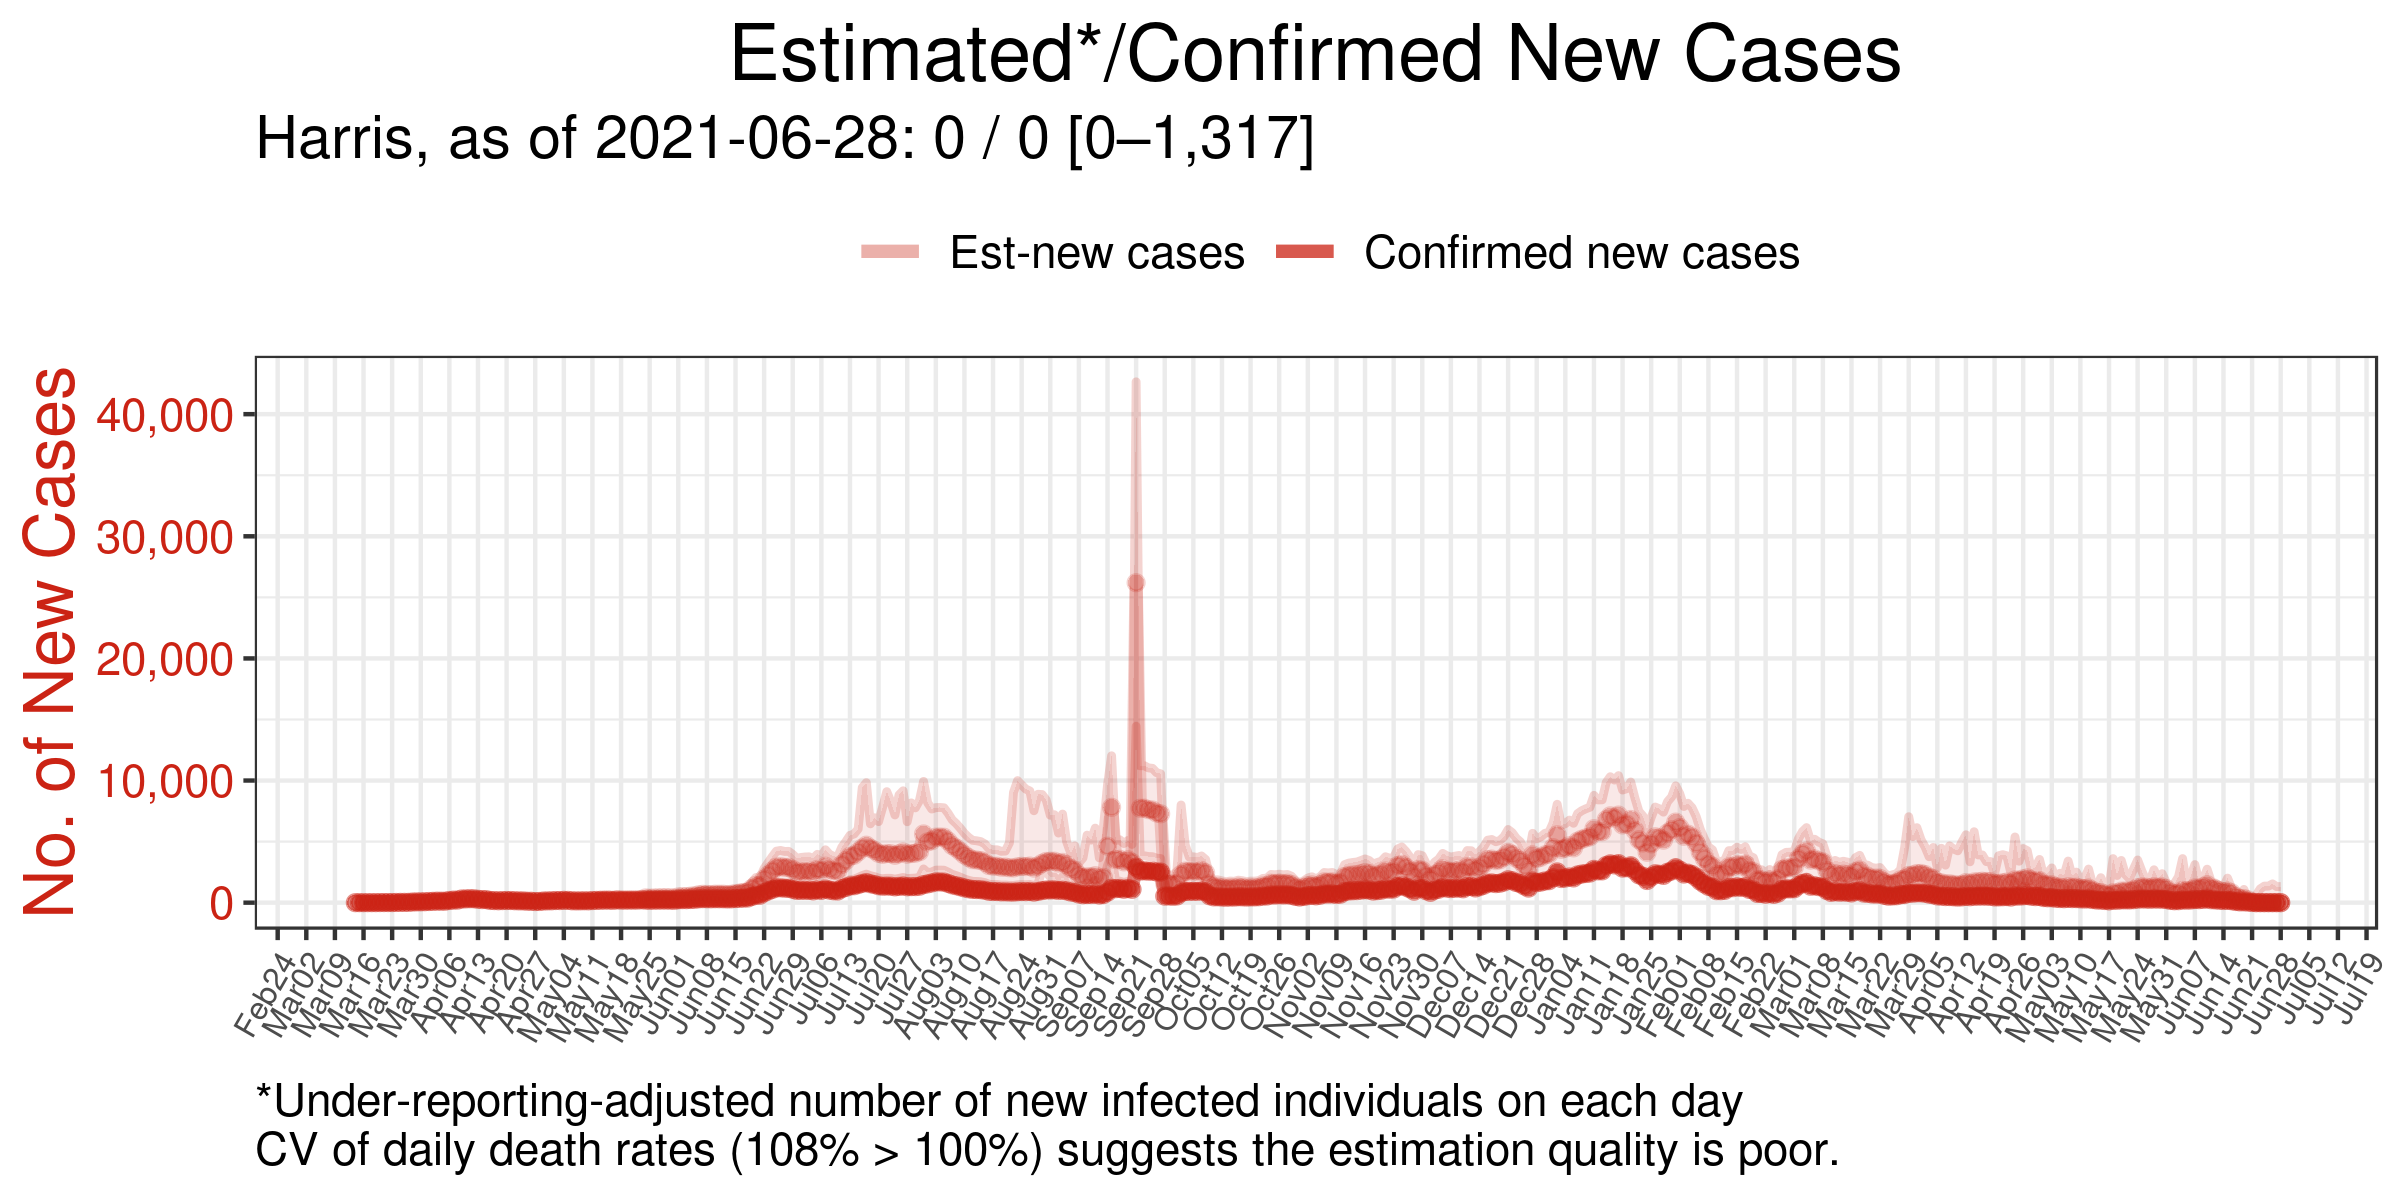 Estimated*/Confirmed New Cases
Harris, as of 2021-06-28: 0 / 0 [0–1,317]
Est-new cases Confirmed new cases
No. of New Cases
40,000
30,000
20,000
10,000
0
Feb24 Mar02 Mar09 Mar16 Mar23 Mar30 Apr06 Apr13 Apr20 Apr27 May04 May11 May18 May25 Jun01 Jun08 Jun15 Jun22 Jun29 Jul06 Jul13 Jul20 Jul27 Aug03 Aug10 Aug17 Aug24 Aug31 Sep07 Sep14 Sep21 Sep28 Oct05 Oct12 Oct19 Oct26 Nov02 Nov09 Nov16 Nov23 Nov30 Dec07 Dec14 Dec21 Dec28 Jan04 Jan11 Jan18 Jan25 Feb01 Feb08 Feb15 Feb22 Mar01 Mar08 Mar15 Mar22 Mar29 Apr05 Apr12 Apr19 Apr26 May03 May10 May17 May24 May31 Jun07 Jun14 Jun21 Jun28 Jul05 Jul12 Jul19
*Under-reporting-adjusted number of new infected individuals on each day
CV of daily death rates (108% > 100%) suggests the estimation quality is poor.